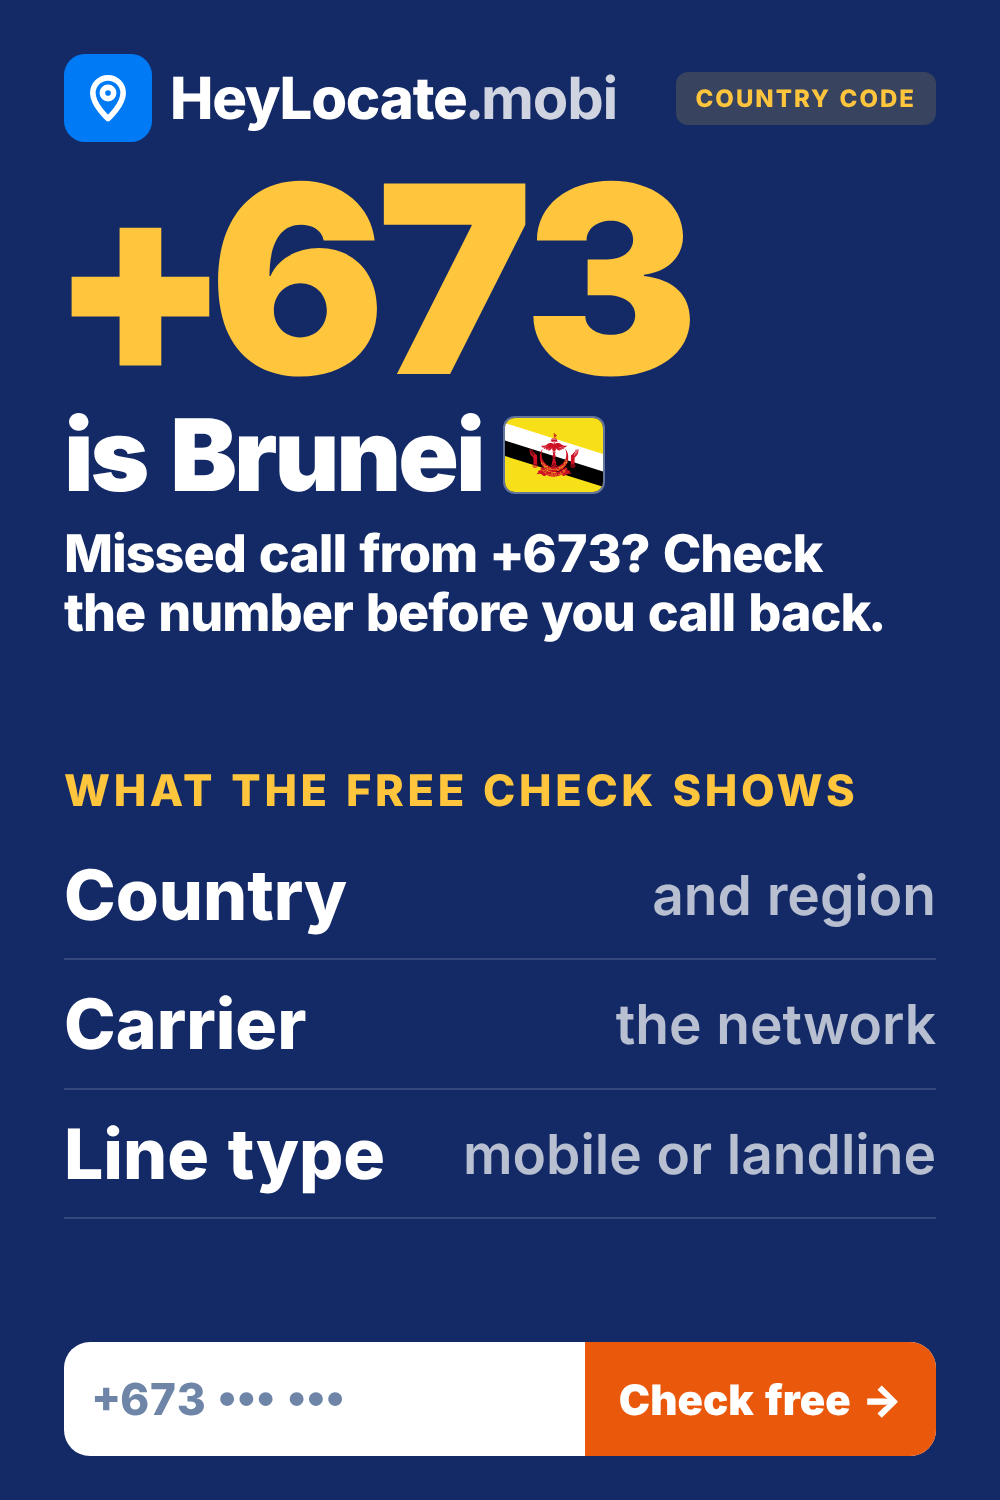 HeyLocate.mobi
COUNTRY CODE
+673
is Brunei
Missed call from +673? Check
the number before you call back.
WHAT THE FREE CHECK SHOWS
Country and region
Carrier the network
Line type mobile or landline
+673 ••• •••
Check free →